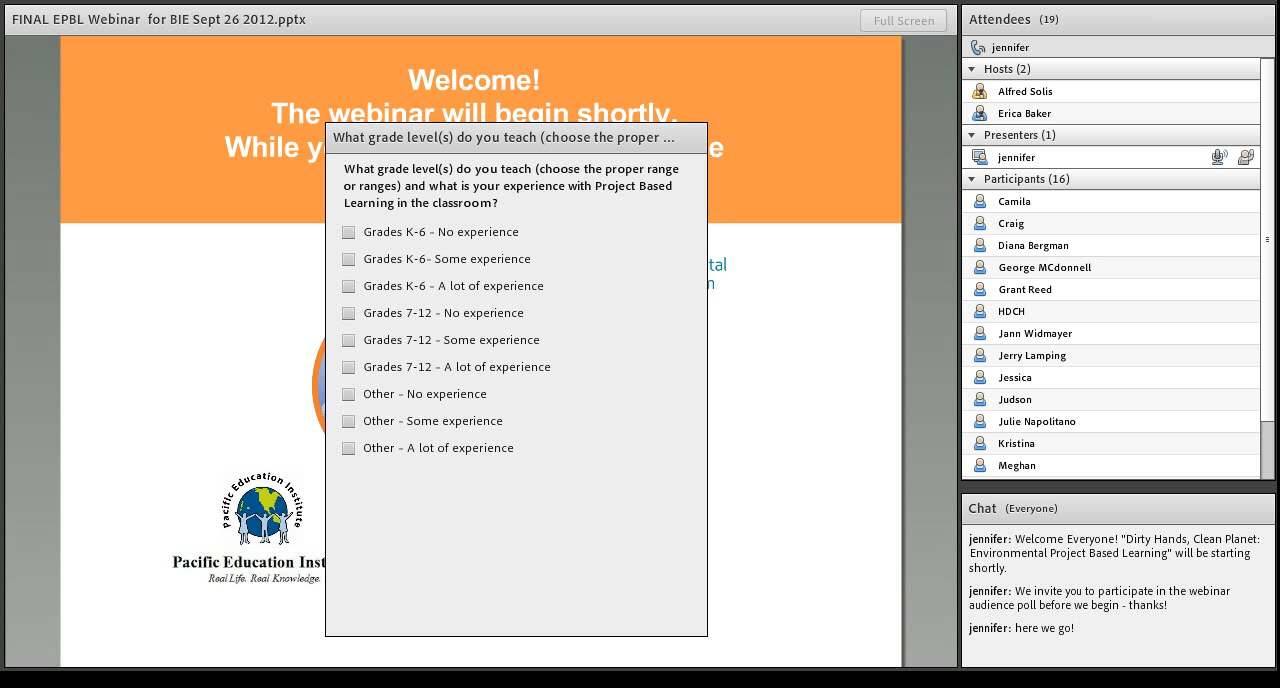 FINAL EPBL Webinar  for BIE Sept 26 2012.pptx
Full Screen
Welcome!
The webinar will begin shortly.
While y
e
What grade level(s) do you teach (choose the proper ...
What grade level(s) do you teach (choose the proper range
or ranges) and what is your experience with Project Based
Learning in the classroom?
Grades K-6 - No experience
Grades K-6- Some experience
Grades K-6 - A lot of experience
Grades 7-12 - No experience
Grades 7-12 - Some experience
Grades 7-12 - A lot of experience
Other - No experience
Other - Some experience
Other - A lot of experience
tal
n
Pacific Education Institute
Pacific Education Inst
Real Life. Real Knowledge.
Attendees (19)
jennifer
Hosts (2)
Alfred Solis
Erica Baker
Presenters (1)
jennifer
Participants (16)
Camila
Craig
Diana Bergman
George MCdonnell
Grant Reed
HDCH
Jann Widmayer
Jerry Lamping
Jessica
Judson
Julie Napolitano
Kristina
Meghan
Chat (Everyone)
jennifer: Welcome Everyone! "Dirty Hands, Clean Planet:
Environmental Project Based Learning" will be starting
shortly.
jennifer: We invite you to participate in the webinar
audience poll before we begin - thanks!
jennifer: here we go!